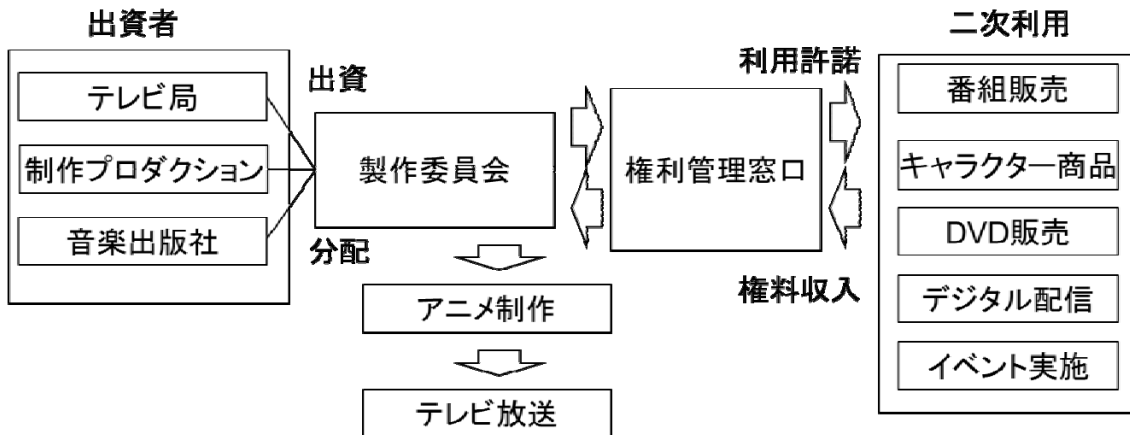 出資者
テレビ局
制作プロダクション
音楽出版社
出資
製作委員会
分配
アニメ制作
テレビ放送
権利管理窓口
利用許諾
権料収入
二次利用
番組販売
キャラクター商品
DVD販売
デジタル配信
イベント実施